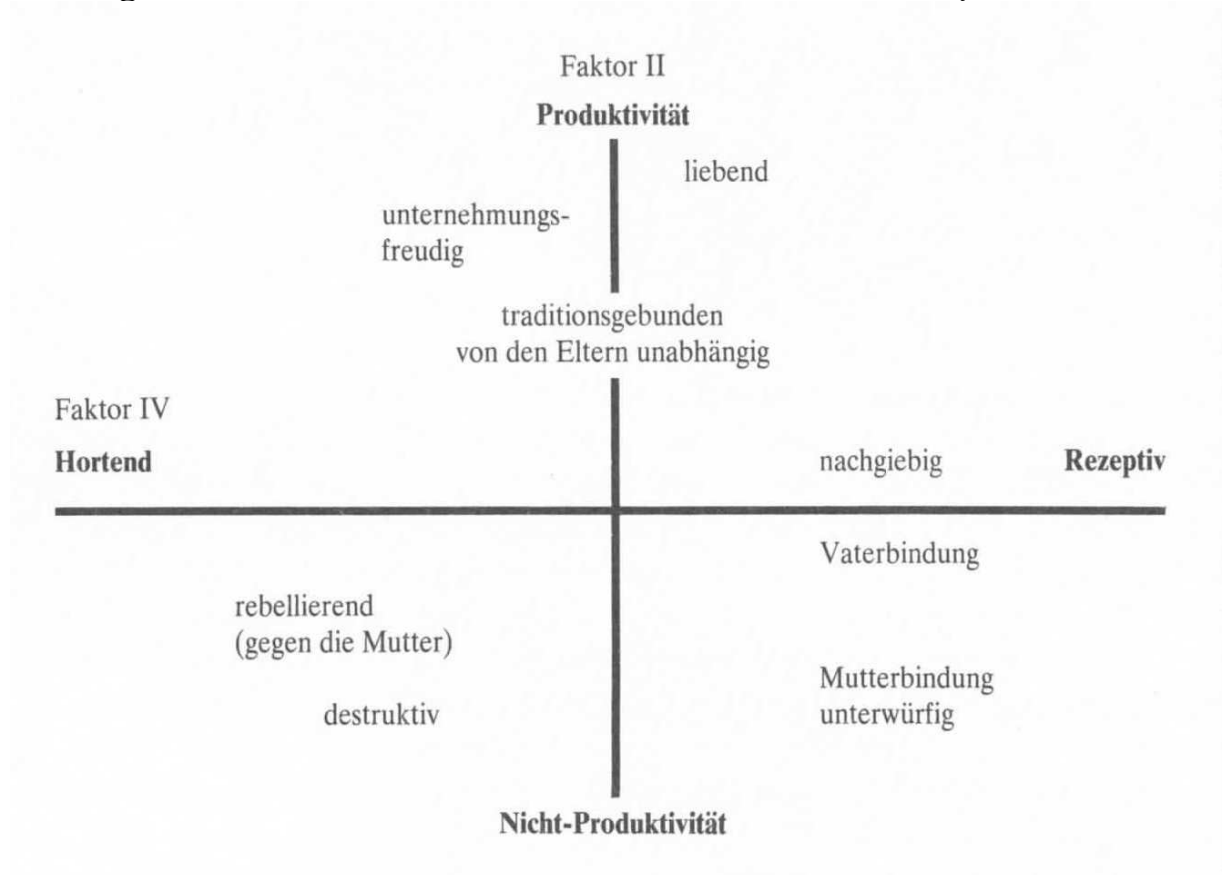 Faktor II
Produktivität
liebend
unternehmungs-
freudig
traditionsgebunden
von den Eltern unabhängig
Faktor IV
Hortend
nachgiebig
Rezeptiv
Vaterbindung
rebellierend
(gegen die Mutter)
Mutterbindung
unterwürfig
destruktiv
Nicht-Produktivität